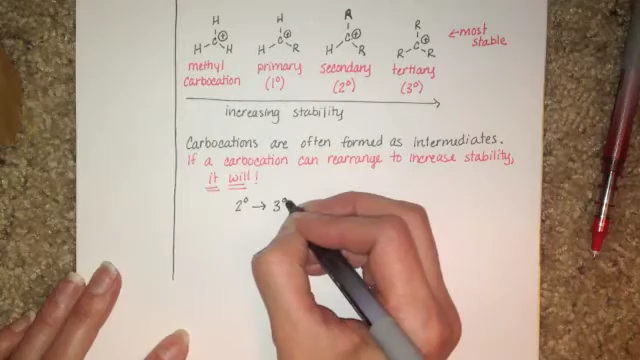 H H R R
C⊕ C⊕ C⊕ C⊕ ←most stable
H H H R H R R R
methyl carbocation primary (1°) secondary (2°) tertiary (3°)
increasing stability
Carbocations are often formed as intermediates.
If a carbocation can rearrange to increase stability,
it will!
2° → 3°